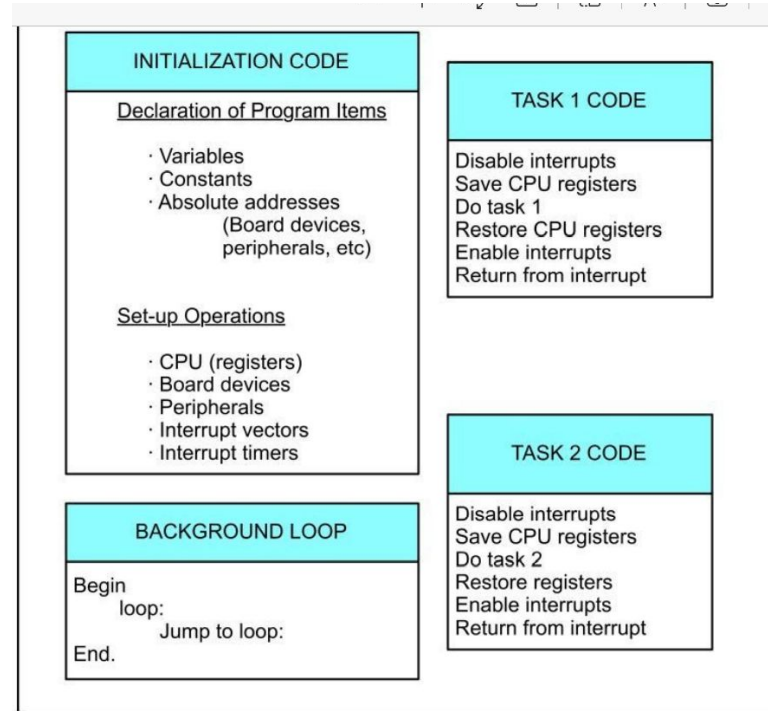 INITIALIZATION CODE
Declaration of Program Items
· Variables
· Constants
· Absolute addresses
(Board devices,
peripherals, etc)
Set-up Operations
· CPU (registers)
· Board devices
· Peripherals
· Interrupt vectors
· Interrupt timers
BACKGROUND LOOP
Begin
loop:
Jump to loop:
End.
TASK 1 CODE
Disable interrupts
Save CPU registers
Do task 1
Restore CPU registers
Enable interrupts
Return from interrupt
TASK 2 CODE
Disable interrupts
Save CPU registers
Do task 2
Restore registers
Enable interrupts
Return from interrupt